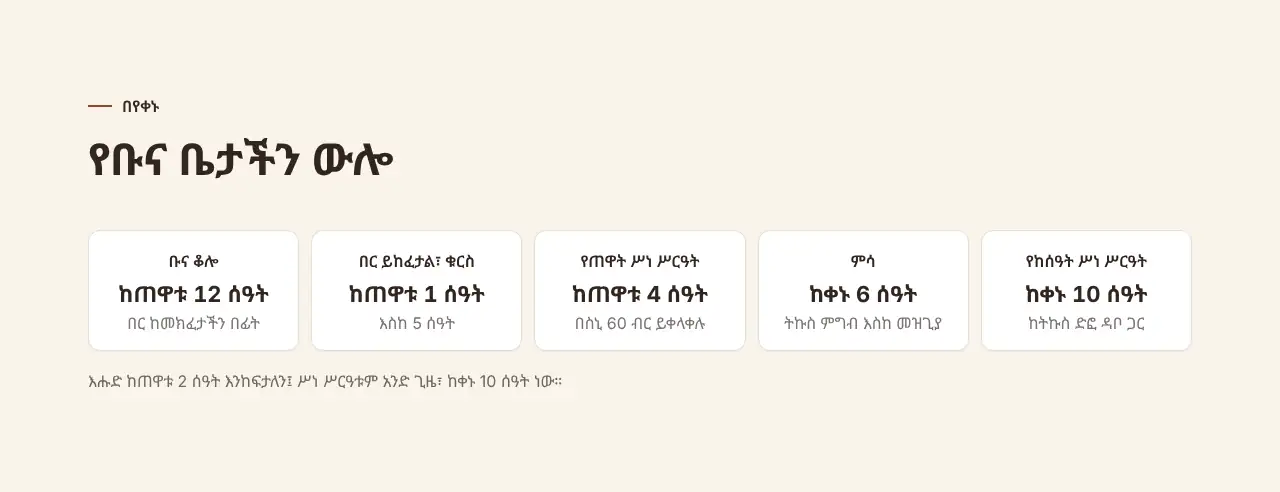 በየቀኑ
የቡና ቤታችን ውሎ
ቡና ቆሎ
ከጠዋቱ 12 ሰዓት
በር ከመክፈታችን በፊት
በር ይከፈታል፣ ቁርስ
ከጠዋቱ 1 ሰዓት
እስከ 5 ሰዓት
የጠዋት ሥነ ሥርዓት
ከጠዋቱ 4 ሰዓት
በስኒ 60 ብር ይቀላቀሉ
ምሳ
ከቀኑ 6 ሰዓት
ትኩስ ምግብ እስከ መዝጊያ
የከሰዓት ሥነ ሥርዓት
ከቀኑ 10 ሰዓት
ከትኩስ ድፎ ዳቦ ጋር
እሑድ ከጠዋቱ 2 ሰዓት እንከፍታለን፤ ሥነ ሥርዓቱም አንድ ጊዜ፣ ከቀኑ 10 ሰዓት ነው።